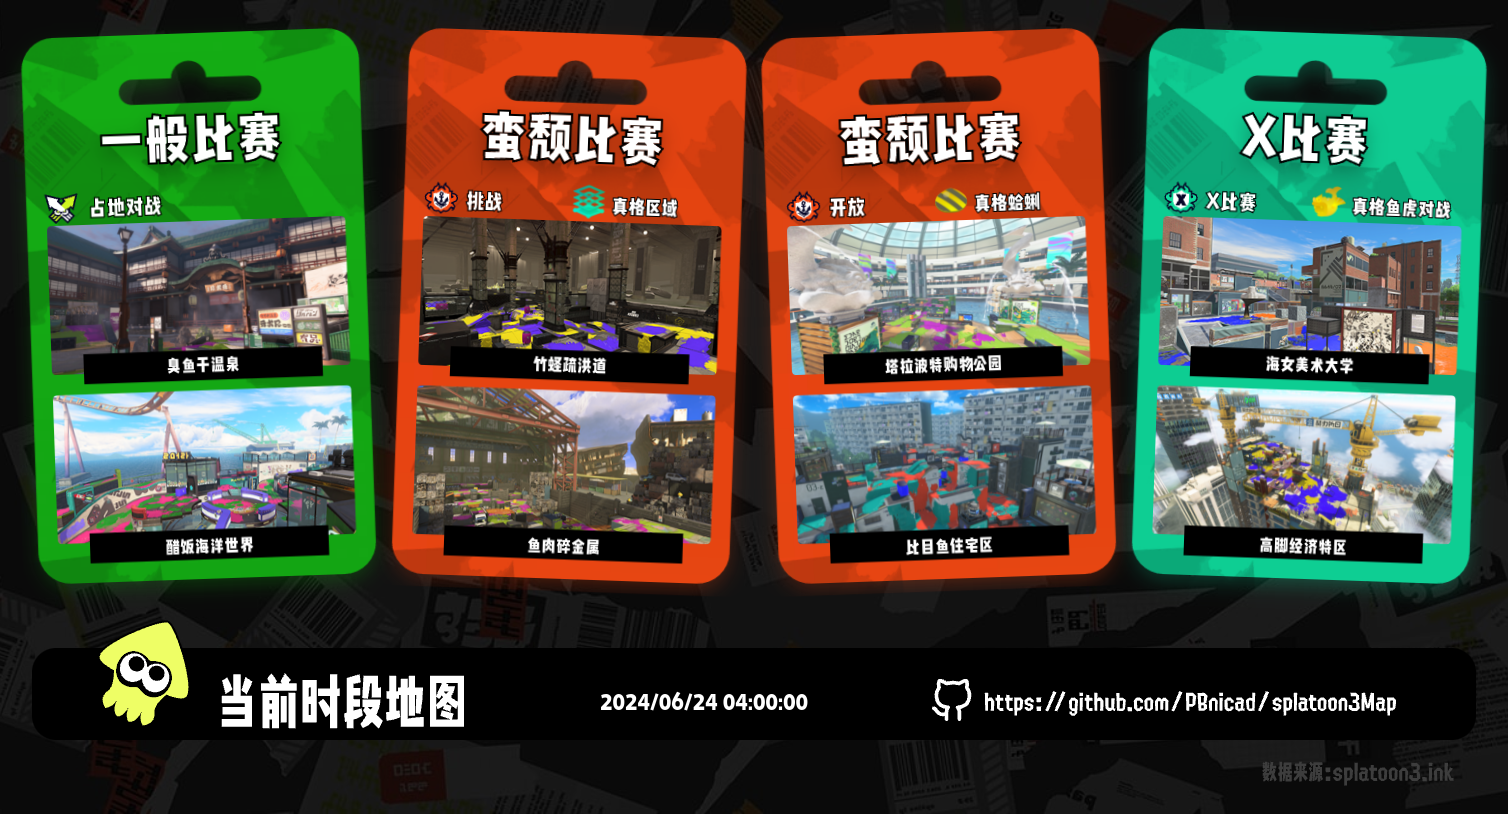 一般比赛
占地对战
臭鱼干温泉
醋饭海洋世界
蛮颓比赛
挑战
真格区域
竹蛏疏洪道
鱼肉碎金属
蛮颓比赛
开放
真格蛤蜊
塔拉波特购物公园
比目鱼住宅区
X比赛
X比赛
真格鱼虎对战
海女美术大学
高脚经济特区
当前时段地图
2024/06/24 04:00:00
https://github.com/PBnicad/splatoon3Map
数据来源:splatoon3.ink